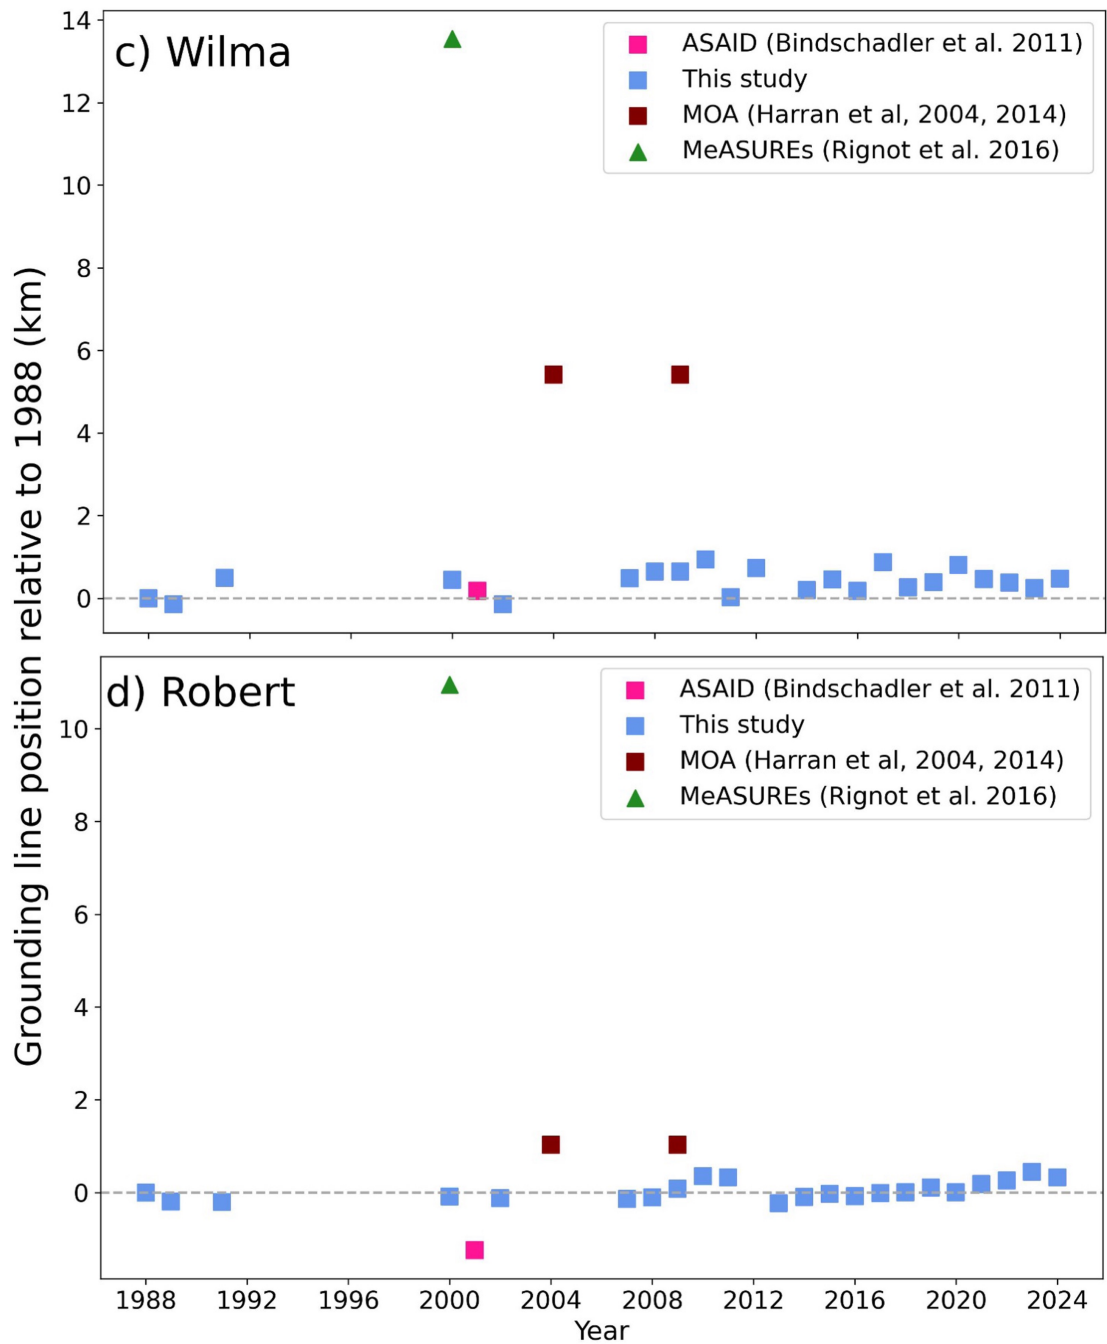 Grounding line position relative to 1988 (km)
c) Wilma
ASAID (Bindschadler et al. 2011)
This study
MOA (Harran et al, 2004, 2014)
MeASUREs (Rignot et al. 2016)
14
12
10
8
6
4
2
0
d) Robert
ASAID (Bindschadler et al. 2011)
This study
MOA (Harran et al, 2004, 2014)
MeASUREs (Rignot et al. 2016)
10
8
6
4
2
0
1988 1992 1996 2000 2004 2008 2012 2016 2020 2024
Year